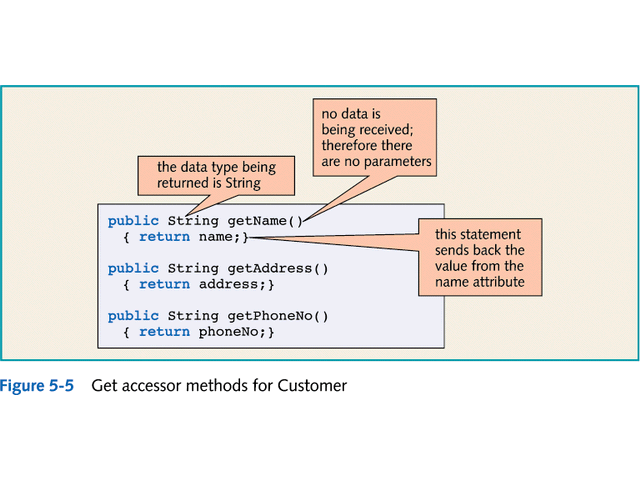 no data is
being received;
therefore there
are no parameters
the data type being
returned is String
public String getName()
{ return name;}
this statement
sends back the
value from the
name attribute
public String getAddress()
{ return address;}
public String getPhoneNo()
{ return phoneNo;}
Figure 5-5 Get accessor methods for Customer